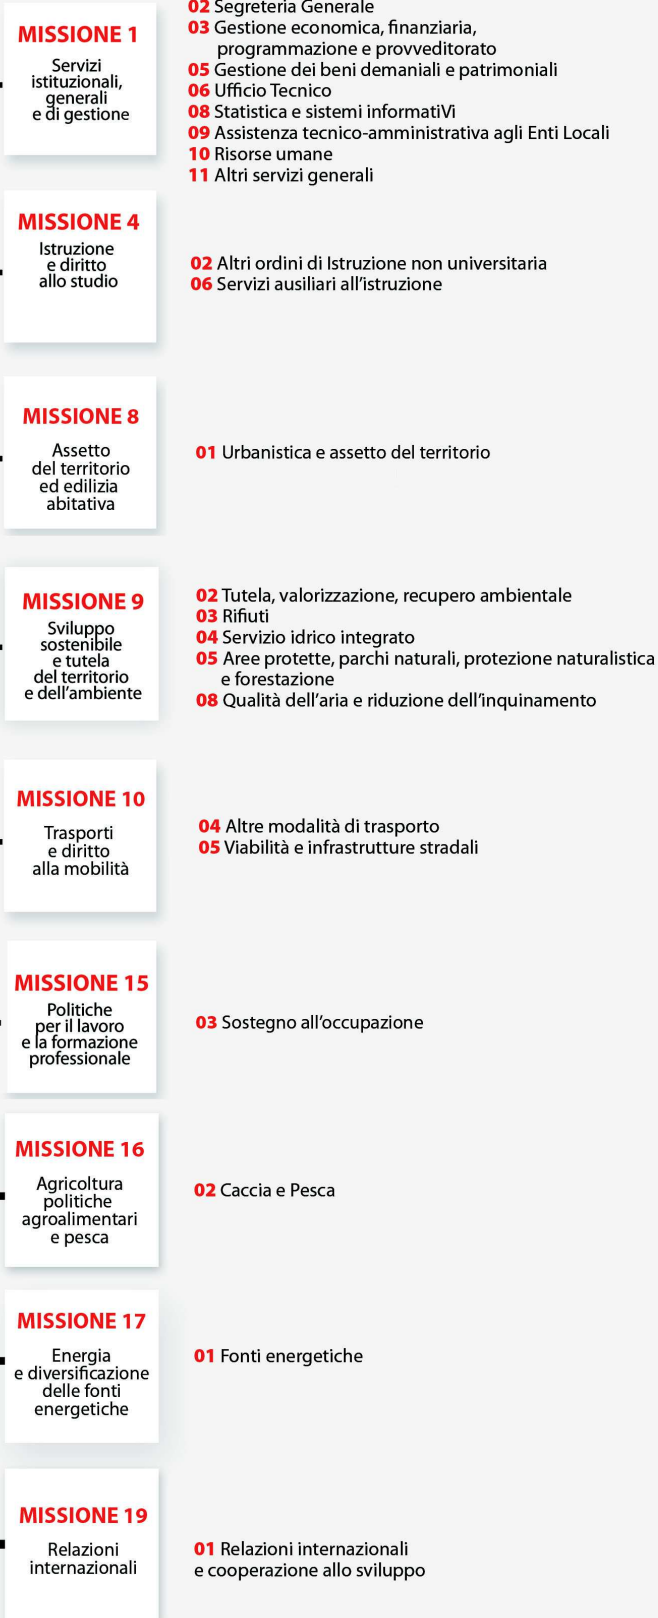 MISSIONE 1
Servizi
istituzionali,
generali
e di gestione
02 Segreteria Generale
03 Gestione economica, finanziaria,
programmazione e provveditorato
05 Gestione dei beni demaniali e patrimoniali
06 Ufficio Tecnico
08 Statistica e sistemi informatiVi
09 Assistenza tecnico-amministrativa agli Enti Locali
10 Risorse umane
11 Altri servizi generali
MISSIONE 4
Istruzione
e diritto
allo studio
02 Altri ordini di Istruzione non universitaria
06 Servizi ausiliari all'istruzione
MISSIONE 8
Assetto
del territorio
ed edilizia
abitativa
01 Urbanistica e assetto del territorio
MISSIONE 9
Sviluppo
sostenibile
e tutela
del territorio
e dell'ambiente
02 Tutela, valorizzazione, recupero ambientale
03 Rifiuti
04 Servizio idrico integrato
05 Aree protette, parchi naturali, protezione naturalistica
e forestazione
08 Qualità dell'aria e riduzione dell'inquinamento
MISSIONE 10
Trasporti
e diritto
alla mobilità
04 Altre modalità di trasporto
05 Viabilità e infrastrutture stradali
MISSIONE 15
Politiche
per il lavoro
e la formazione
professionale
03 Sostegno all'occupazione
MISSIONE 16
Agricoltura
politiche
agroalimentari
e pesca
02 Caccia e Pesca
MISSIONE 17
Energia
e diversificazione
delle fonti
energetiche
01 Fonti energetiche
MISSIONE 19
Relazioni
internazionali
01 Relazioni internazionali
e cooperazione allo sviluppo